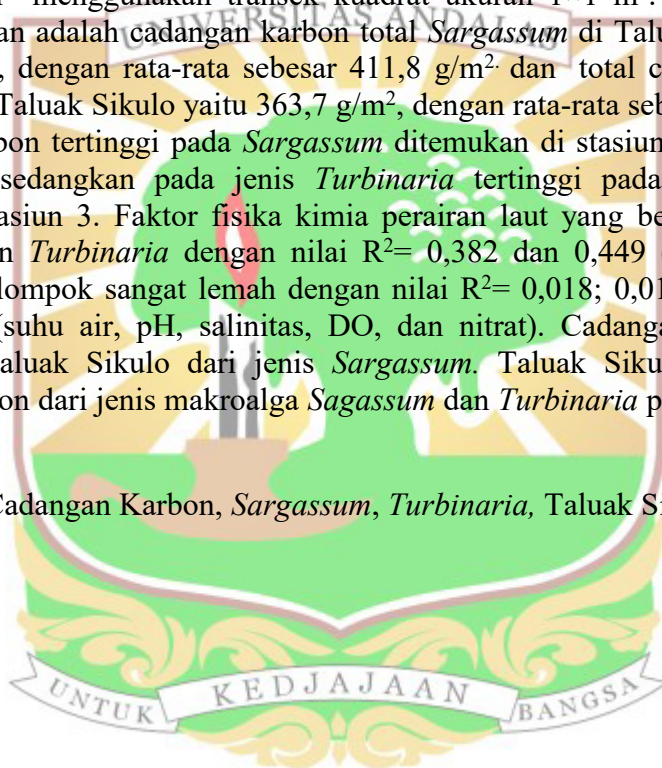 menggunakan transek kuadrat ukuran 1*1 m².
an adalah cadangan karbon total Sargassum di Talu
, dengan rata-rata sebesar 411,8 g/m². dan total c
Taluak Sikulo yaitu 363,7 g/m², dengan rata-rata seb
bon tertinggi pada Sargassum ditemukan di stasiun
sedangkan pada jenis Turbinaria tertinggi pada
asiun 3. Faktor fisika kimia perairan laut yang be
n Turbinaria dengan nilai R²= 0,382 dan 0,449
lompok sangat lemah dengan nilai R²= 0,018; 0,01
(suhu air, pH, salinitas, DO, dan nitrat). Cadanga
aluak Sikulo dari jenis Sargassum. Taluak Siku
on dari jenis makroalga Sagassum dan Turbinaria p
Cadangan Karbon, Sargassum, Turbinaria, Taluak Si
UNIVERSITAS ANDALAS
UNTUK KEDJAJAAN BANGSA